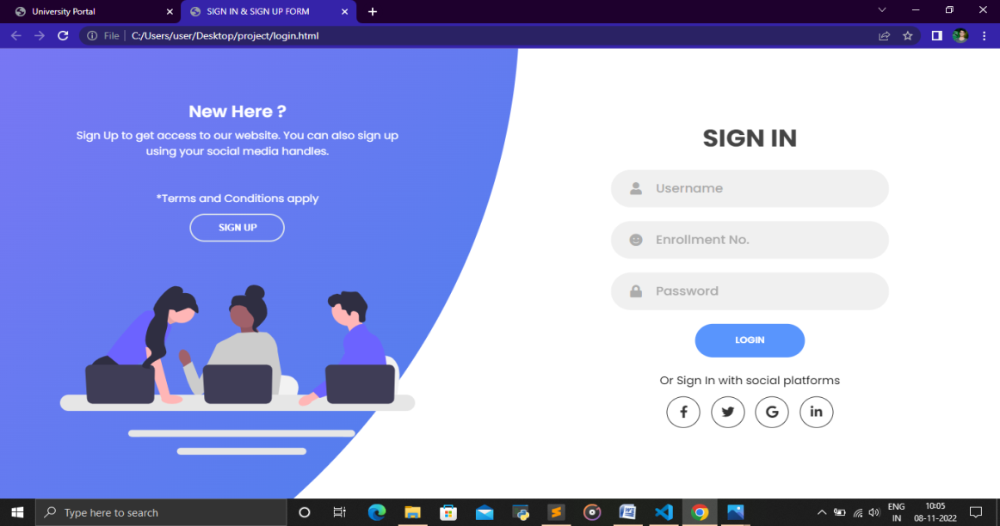 University Portal
SIGN IN & SIGN UP FORM
File
C:/Users/user/Desktop/project/login.html
New Here ?
Sign Up to get access to our website. You can also sign up
using your social media handles.
*Terms and Conditions apply
SIGN UP
SIGN IN
Username
Enrollment No.
Password
LOGIN
Or Sign In with social platforms
Type here to search
ENG
IN
10:05
08-11-2022